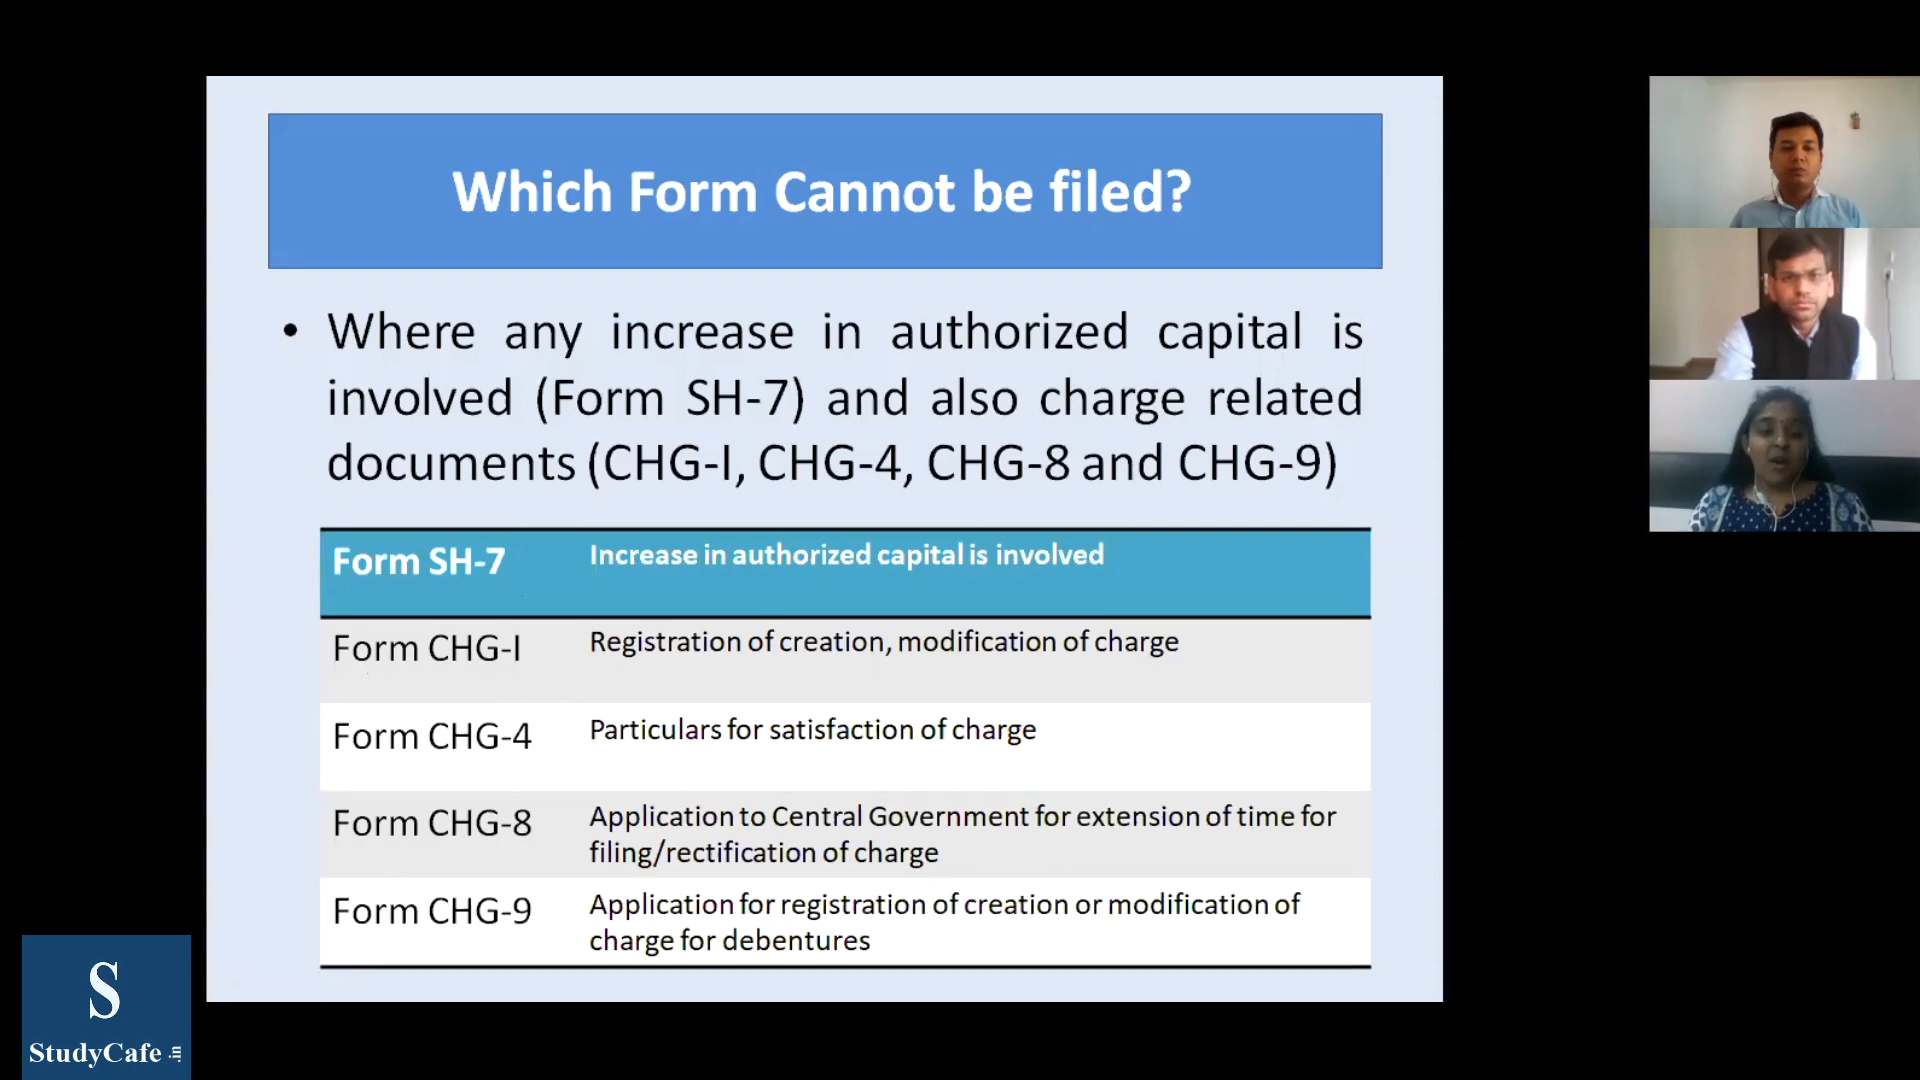 Which Form Cannot be filed?
• Where any increase in authorized capital is
involved (Form SH-7) and also charge related
documents (CHG-I, CHG-4, CHG-8 and CHG-9)
Form SH-7 Increase in authorized capital is involved
Form CHG-I Registration of creation, modification of charge
Form CHG-4 Particulars for satisfaction of charge
Form CHG-8 Application to Central Government for extension of time for
filing/rectification of charge
Form CHG-9 Application for registration of creation or modification of
charge for debentures
S
StudyCafe .in